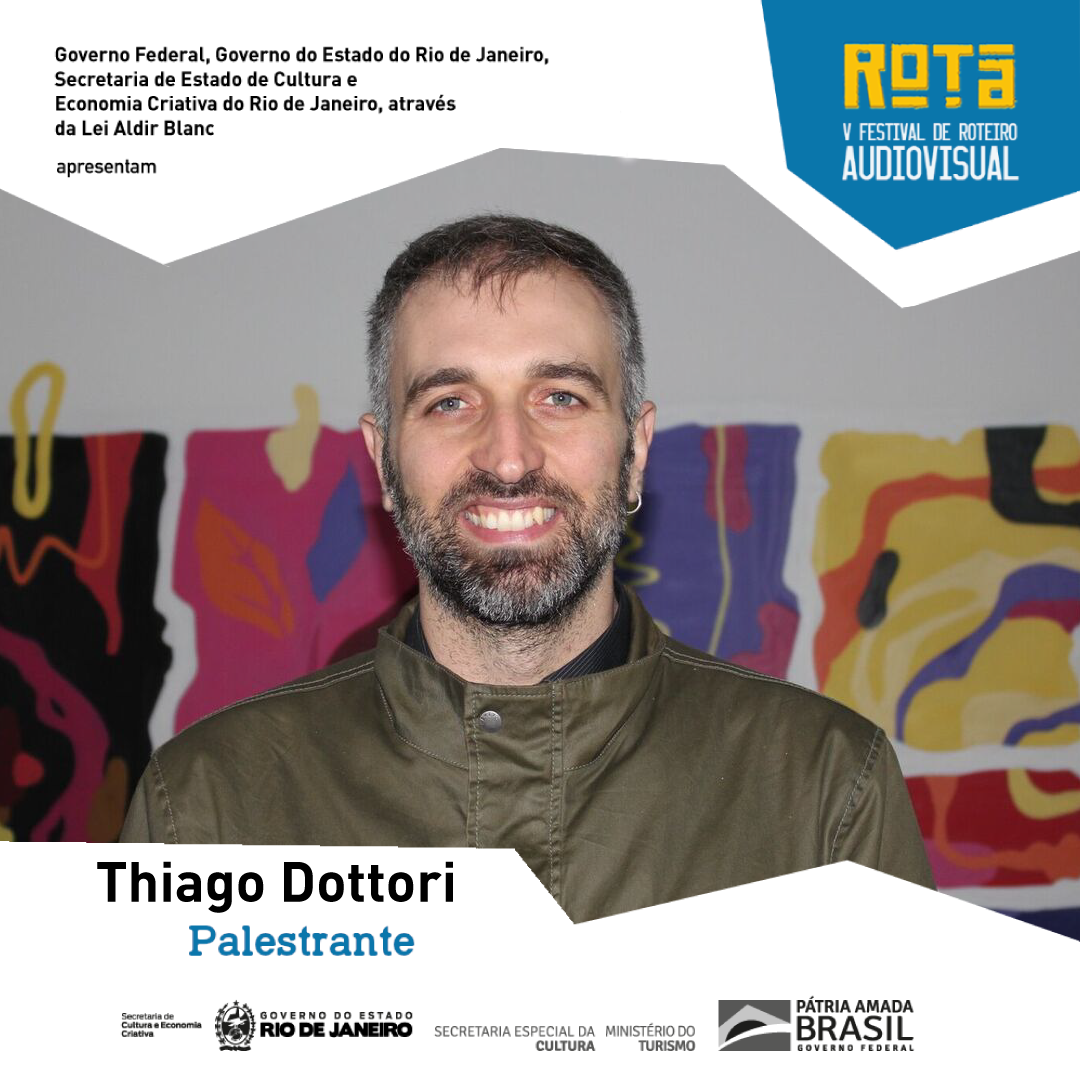 Governo Federal, Governo do Estado do Rio de Janeiro,
Secretaria de Estado de Cultura e
Economia Criativa do Rio de Janeiro, através
da Lei Aldir Blanc
apresentam
ROTA
V FESTIVAL DE ROTEIRO
AUDIOVISUAL
Thiago Dottori
Palestrante
Secretaria de
Cultura e Economia
Criativa
GOVERNO DO ESTADO
RIO DE JANEIRO
SECRETARIA ESPECIAL DA
CULTURA
MINISTÉRIO DO
TURISMO
PÁTRIA AMADA
BRASIL
GOVERNO FEDERAL